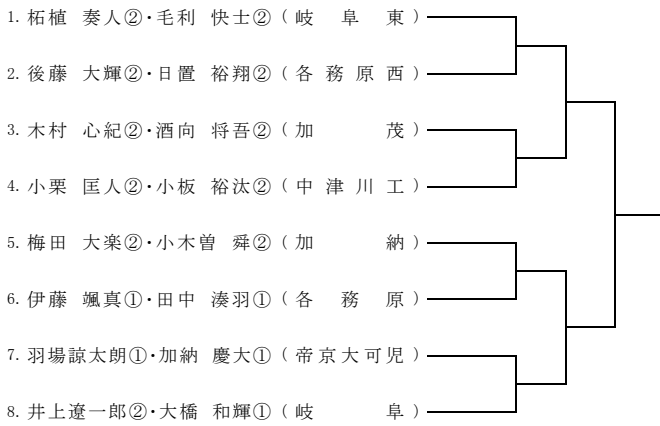 1. 柘植 奏人②・毛利 快士②（岐阜東）
2. 後藤 大輝②・日置 裕翔②（各務原西）
3. 木村 心紀②・酒向 将吾②（加茂）
4. 小栗 匡人②・小板 裕汰②（中津川工）
5. 梅田 大楽②・小木曽 舜②（加納）
6. 伊藤 颯真①・田中 湊羽①（各務原）
7. 羽場諒太朗①・加納 慶大①（帝京大可児）
8. 井上遼一郎②・大橋 和輝①（岐阜）